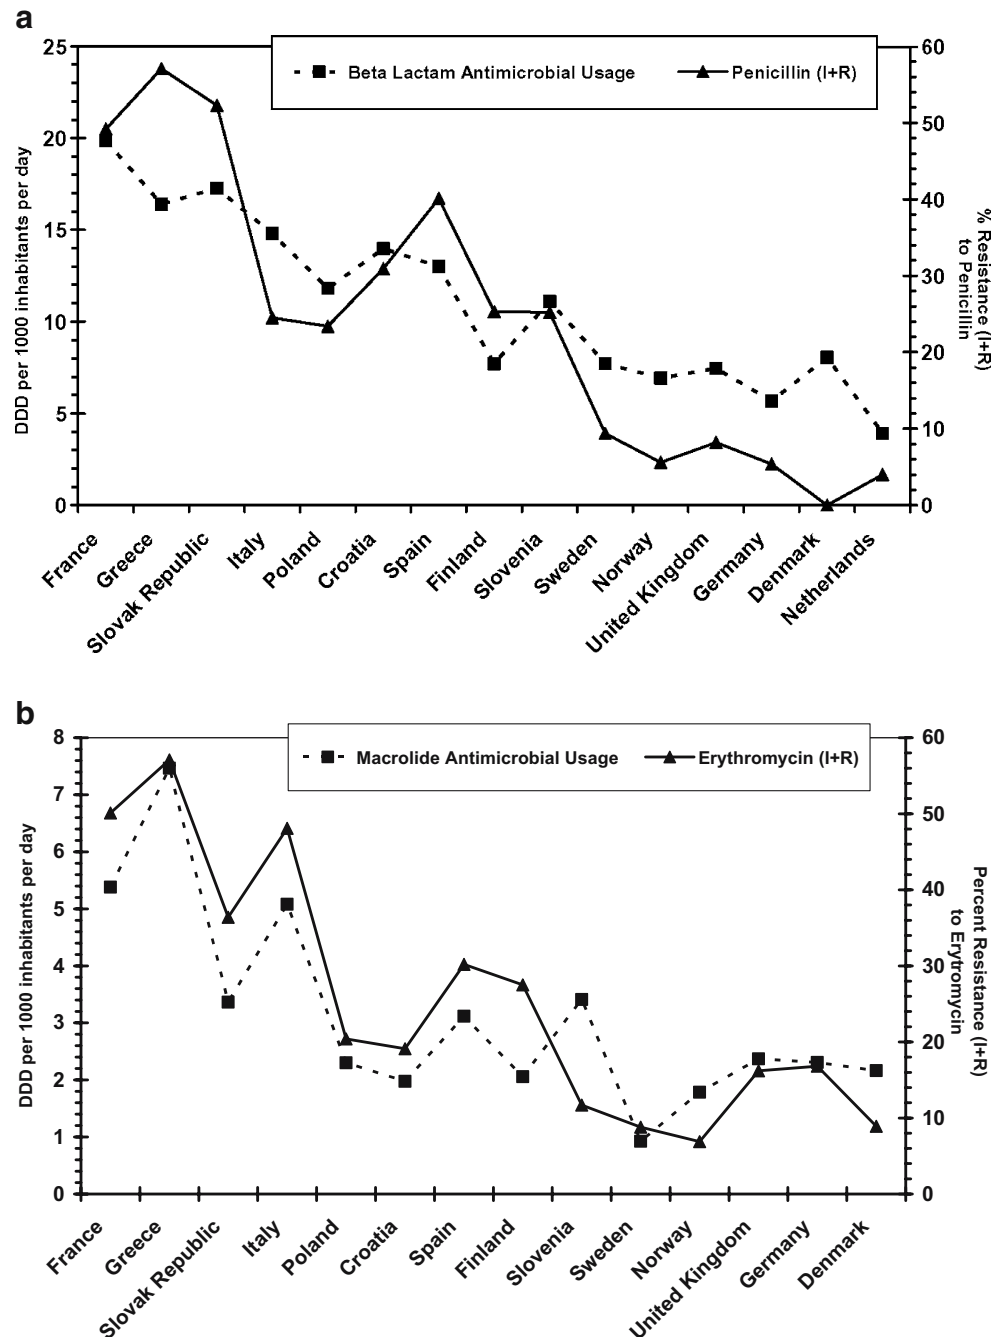 a
Beta Lactam Antimicrobial Usage
Penicillin (I+R)
25
20
15
10
5
0
DDD per 1000 inhabitants per day
60
50
40
30
20
10
0
% Resistance (I+R)
to Penicillin
France
Greece
Slovak Republic
Italy
Poland
Croatia
Spain
Finland
Slovenia
Sweden
Norway
United Kingdom
Germany
Denmark
Netherlands
b
Macrolide Antimicrobial Usage
Erythromycin (I+R)
8
7
6
5
4
3
2
1
0
DDD per 1000 inhabitants per day
60
50
40
30
20
10
0
Percent Resistance (I+R)
to Erytromycin
France
Greece
Slovak Republic
Italy
Poland
Croatia
Spain
Finland
Slovenia
Sweden
Norway
United Kingdom
Germany
Denmark